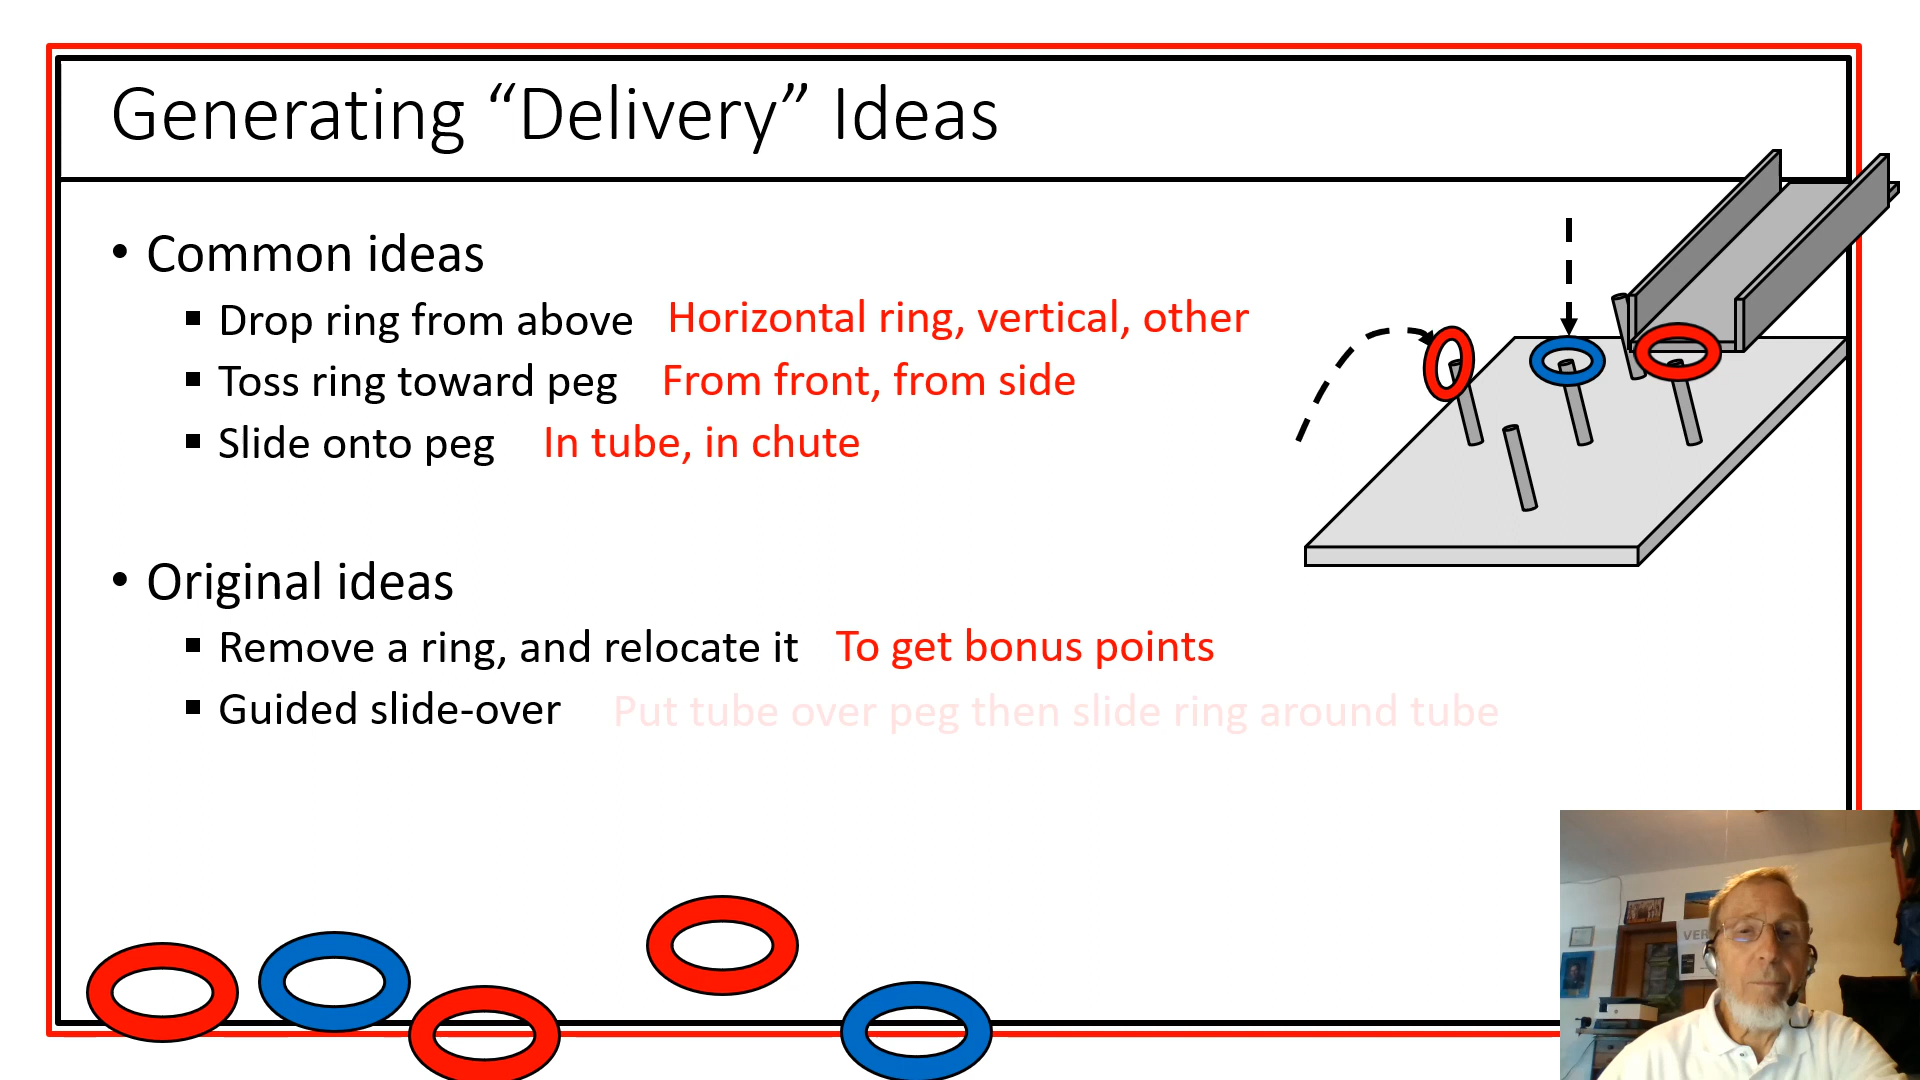 Generating “Delivery” Ideas
• Common ideas
▪ Drop ring from above Horizontal ring, vertical, other
▪ Toss ring toward peg From front, from side
▪ Slide onto peg In tube, in chute
• Original ideas
▪ Remove a ring, and relocate it To get bonus points
▪ Guided slide-over Put tube over peg then slide ring around tube
VER